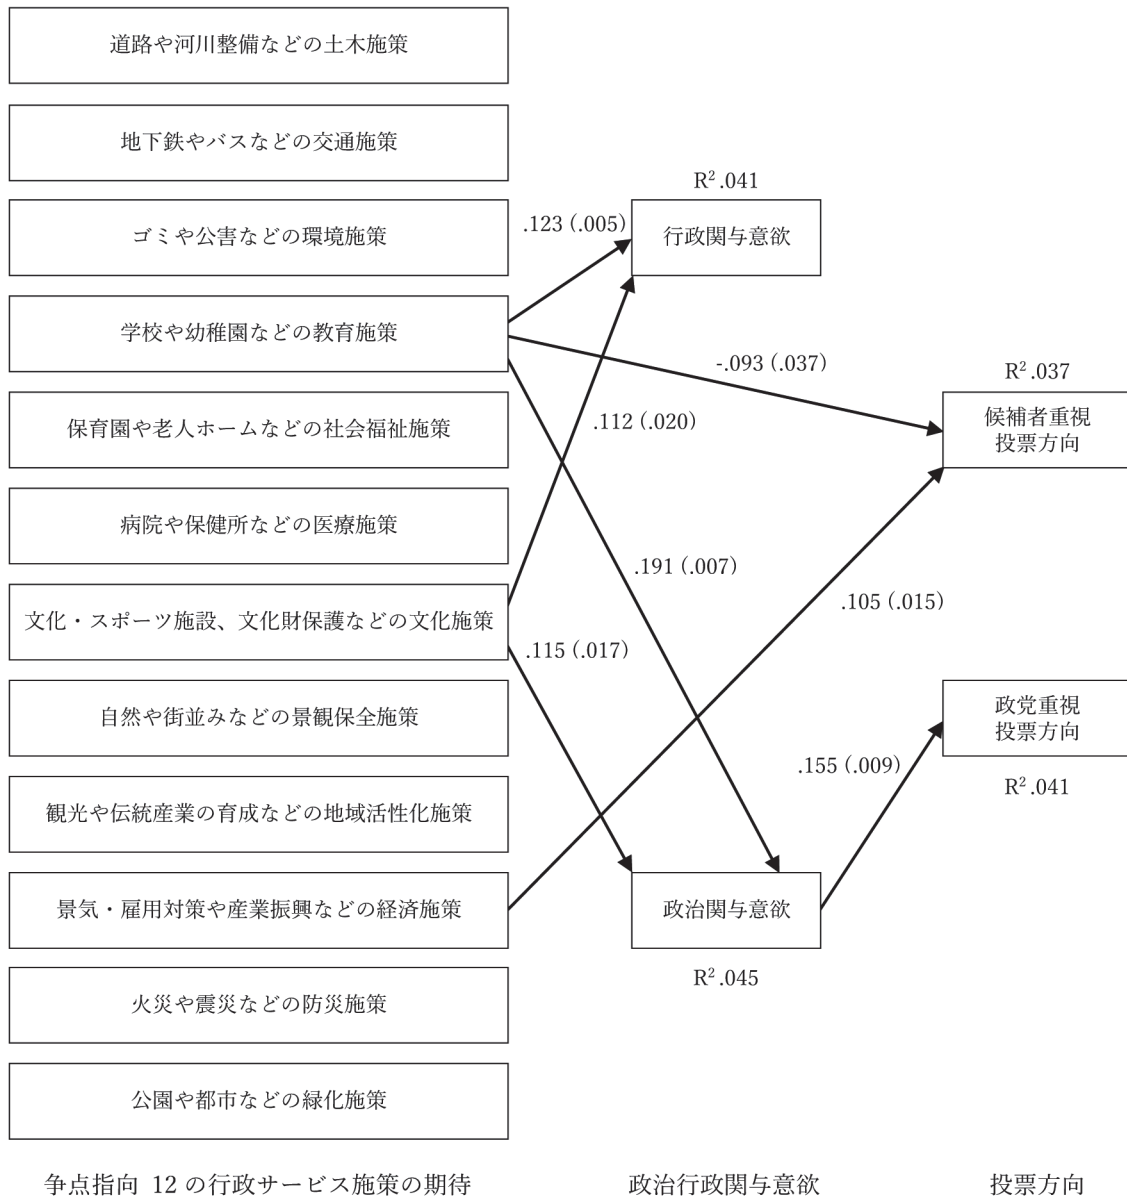 道路や河川整備などの土木施策
地下鉄やバスなどの交通施策
ゴミや公害などの環境施策
学校や幼稚園などの教育施策
保育園や老人ホームなどの社会福祉施策
病院や保健所などの医療施策
文化・スポーツ施設、文化財保護などの文化施策
自然や街並みなどの景観保全施策
観光や伝統産業の育成などの地域活性化施策
景気・雇用対策や産業振興などの経済施策
火災や震災などの防災施策
公園や都市などの緑化施策
争点指向 12 の行政サービス施策の期待
R² .041
行政関与意欲
.123 (.005)
-.093 (.037)
.112 (.020)
.191 (.007)
.115 (.017)
.105 (.015)
.155 (.009)
政治関与意欲
R² .045
政治行政関与意欲
R² .037
候補者重視
投票方向
政党重視
投票方向
R² .041
投票方向